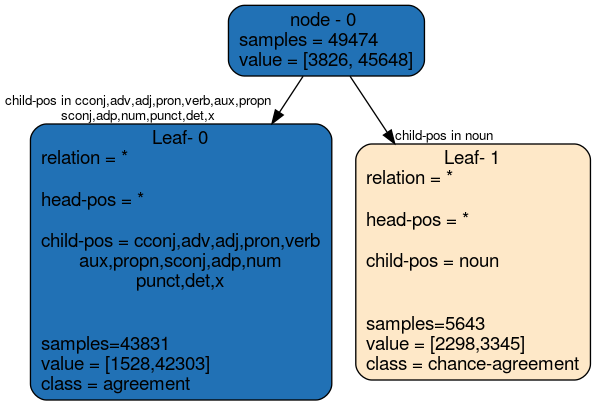 node - 0
samples = 49474
value = [3826, 45648]
child-pos in cconj,adv,adj,pron,verb,aux,propn
sconj,adp,num,punct,det,x
child-pos in noun
Leaf- 0
relation = *
head-pos = *
child-pos = cconj,adv,adj,pron,verb
aux,propn,sconj,adp,num
punct,det,x
samples=43831
value = [1528,42303]
class = agreement
Leaf- 1
relation = *
head-pos = *
child-pos = noun
samples=5643
value = [2298,3345]
class = chance-agreement